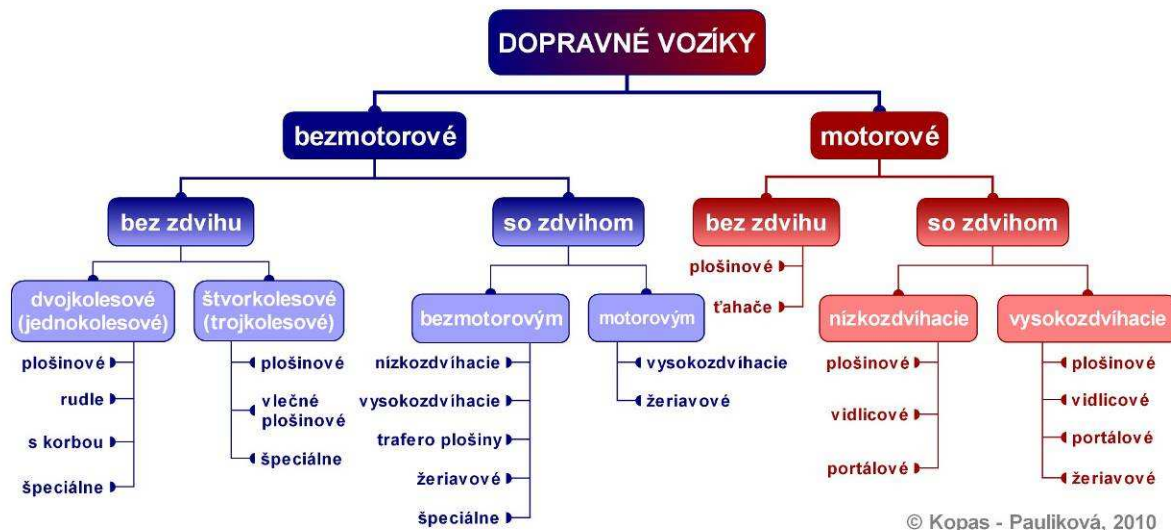 DOPRAVNÉ VOZÍKY
bezmotorové
motorové
bez zdvihu
so zdvihom
bez zdvihu
so zdvihom
dvojkolesové
(jednokolesové)
štvorkolesové
(trojkolesové)
bezmotorovým
motorovým
plošinové
ťahače
nízkozdvíhacie
vysokozdvíhacie
plošinové
rudle
s korbou
špeciálne
plošinové
vlečné
plošinové
špeciálne
nízkozdvíhacie
vysokozdvíhacie
trafero plošiny
žeriavové
špeciálne
vysokozdvíhacie
žeriavové
plošinové
vidlicové
portálové
plošinové
vidlicové
portálové
žeriavové
© Kopas - Pauliková, 2010